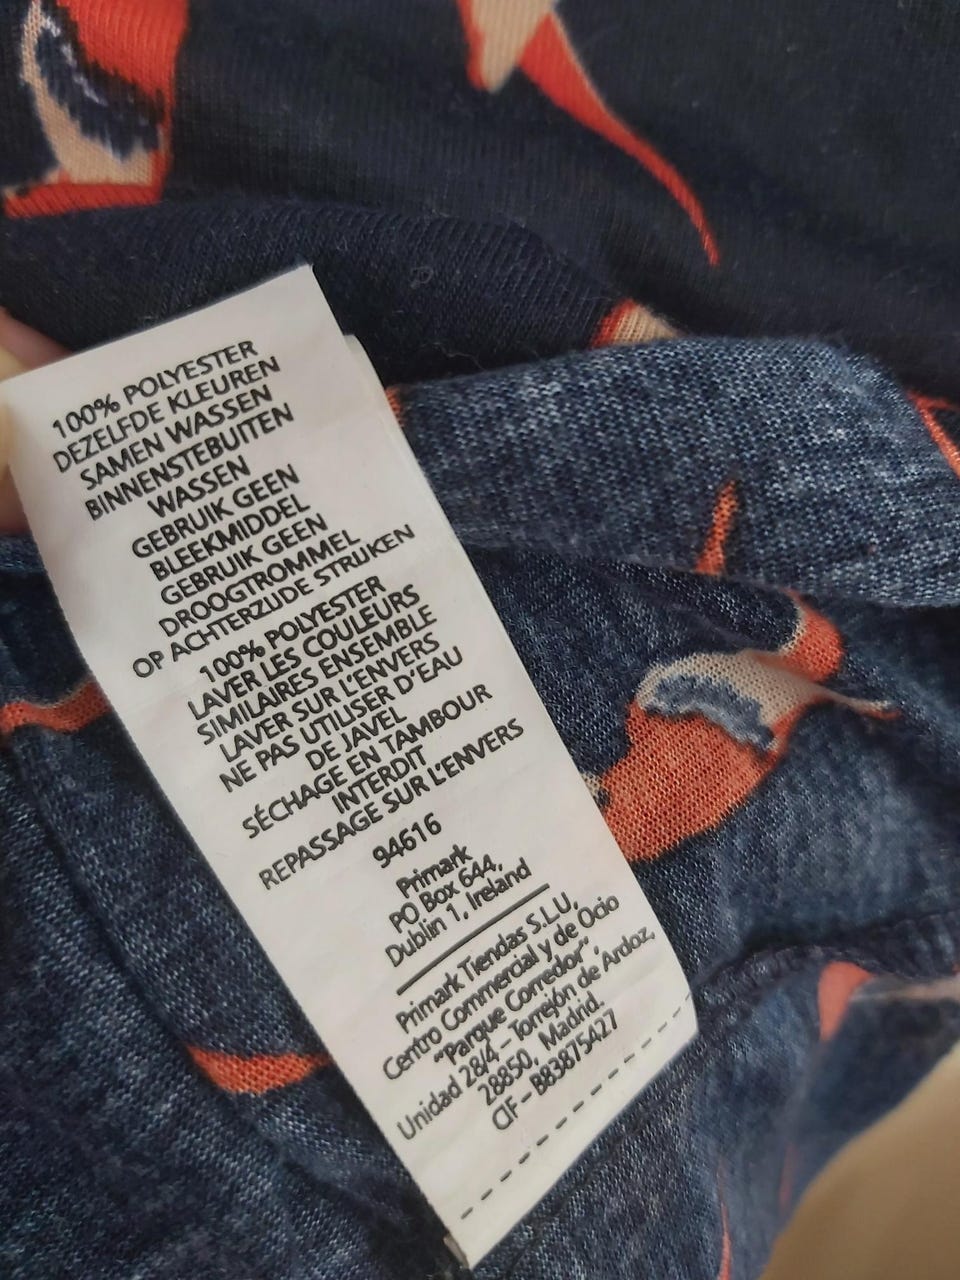 100% POLYESTER
DEZELFDE KLEUREN
SAMEN WASSEN
BINNENSTEBUITEN
WASSEN
GEBRUIK GEEN
BLEEKMIDDEL
GEBRUIK GEEN
DROOGTROMMEL
OP ACHTERZIJDE STRIJKEN
100% POLYESTER
LAVER LES COULEURS
SIMILAIRES ENSEMBLE
LAVER SUR L'ENVERS
NE PAS UTILISER D'EAU
DE JAVEL
SÉCHAGE EN TAMBOUR
INTERDIT
REPASSAGE SUR L'ENVERS
94616
Primark
PO Box 644,
Dublin 1, Ireland
Primark Tiendas S.L.U,
Centro Commercial y de Ocio
"Parque Corredor",
Unidad 28/4 – Torrejón de Ardoz,
28850, Madrid.
CIF – B83875427